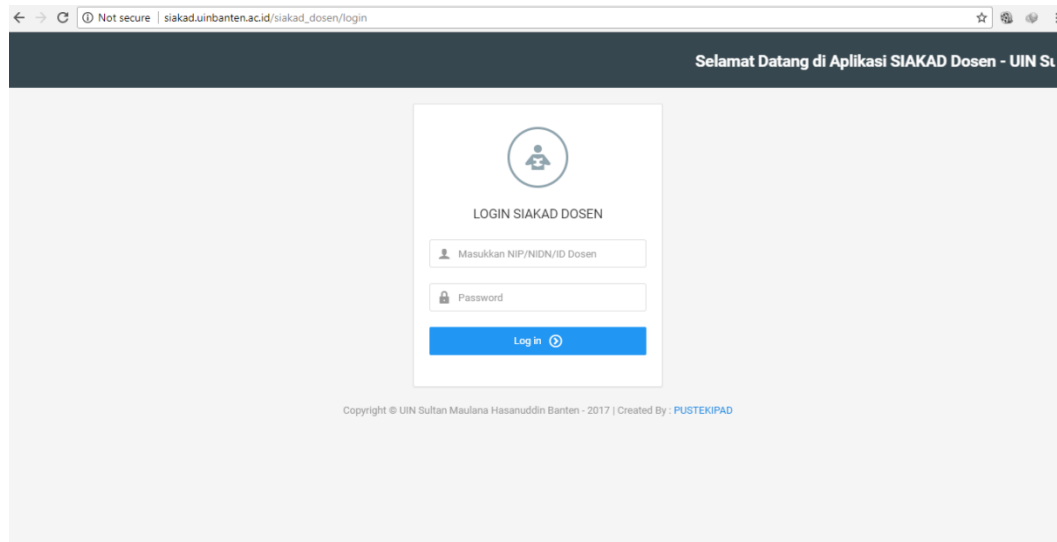 Not secure | siakad.uinbanten.ac.id/siakad_dosen/login
Selamat Datang di Aplikasi SIAKAD Dosen - UIN
LOGIN SIAKAD DOSEN
Masukkan NIP/NIDN/ID Dosen
Password
Log in
Copyright © UIN Sultan Maulana Hasanuddin Banten - 2017 | Created By : PUSTEKIPAD